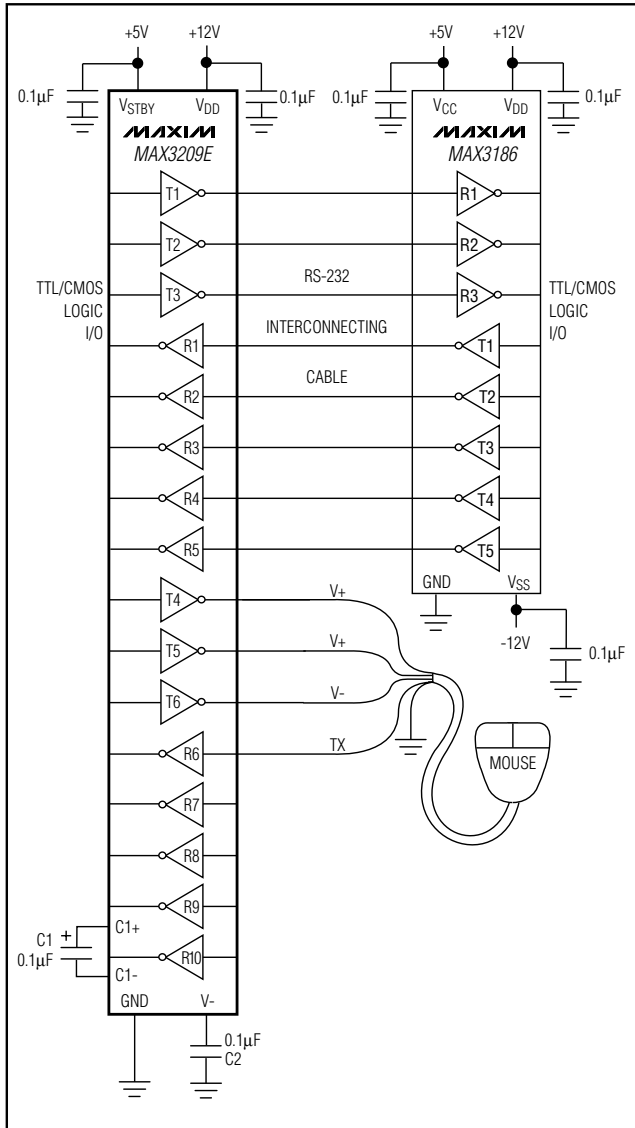 +5V +12V +5V +12V
0.1µF 0.1µF 0.1µF 0.1µF
VSTBY VDD VCC VDD
MAXIM MAXIM
MAX3209E MAX3186
T1 R1
T2 R2
RS-232
T3 R3
TTL/CMOS
LOGIC
I/O
TTL/CMOS
LOGIC
I/O
INTERCONNECTING
R1 T1
CABLE
R2 T2
R3 T3
R4 T4
R5 T5
GND VSS
T4 V+
-12V
0.1µF
T5 V+
T6 V-
R6 TX
MOUSE
R7
R8
R9
C1 + C1+
0.1µF
R10
C1-
GND V-
0.1µF
C2